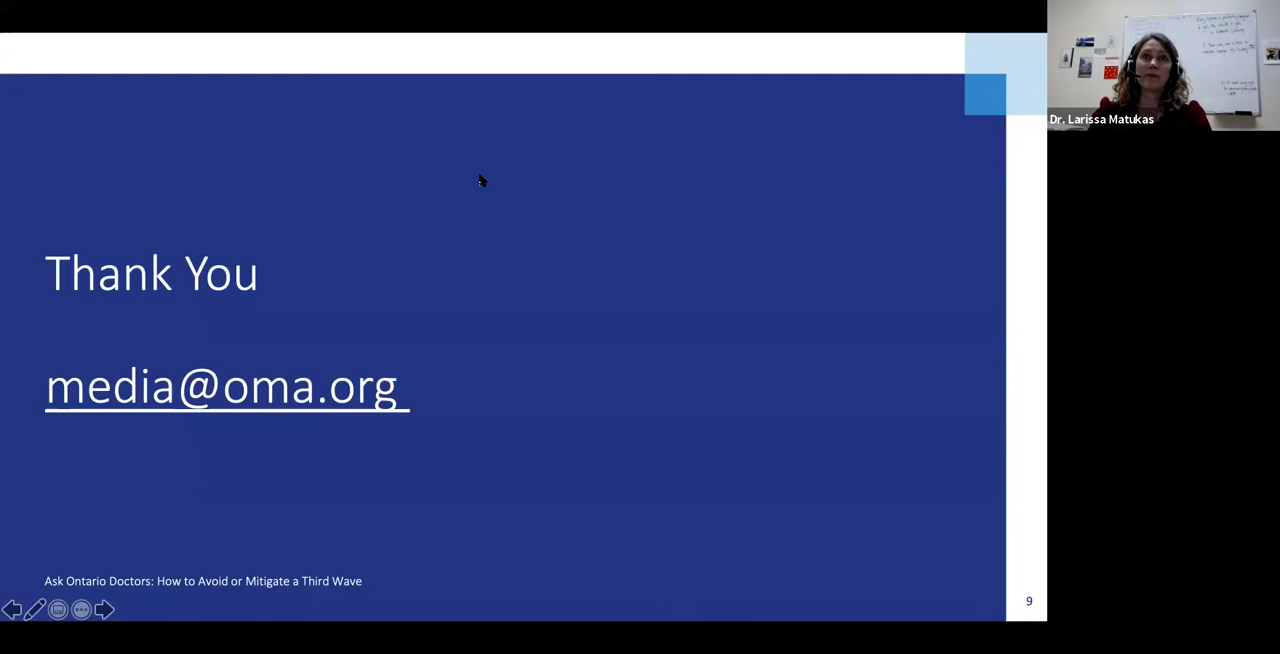 Thank You
media@oma.org
Ask Ontario Doctors: How to Avoid or Mitigate a Third Wave
9
Dr. Larissa Matukas